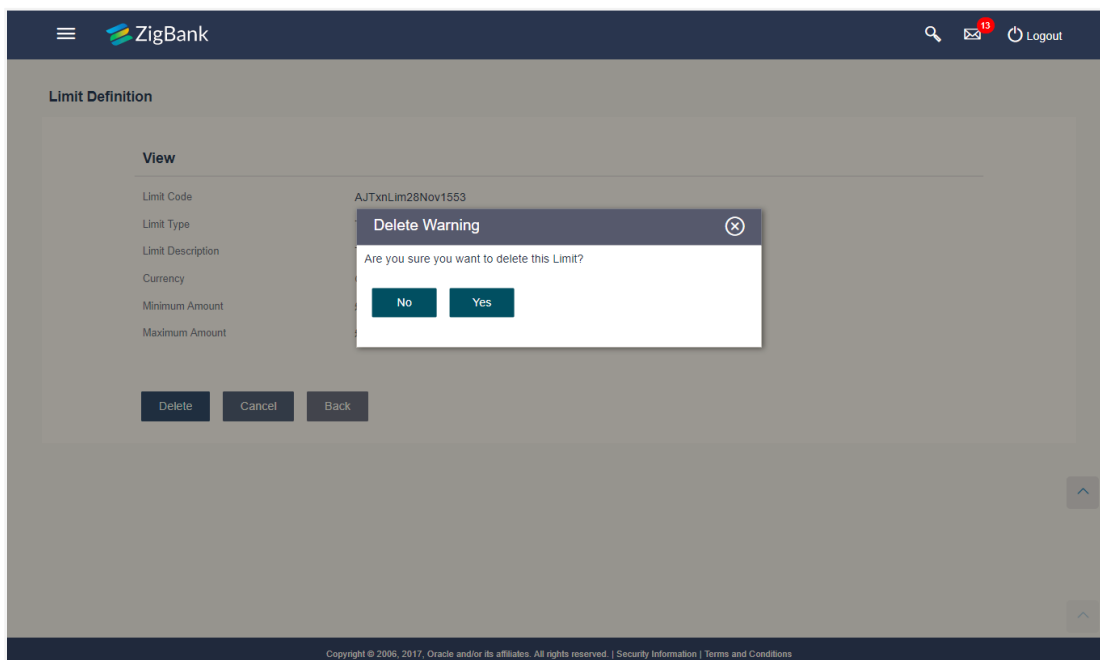 ZigBank
13
Logout
Limit Definition
View
Limit Code AJTxnLim28Nov1553
Limit Type
Delete Warning
Limit Description
Are you sure you want to delete this Limit?
Currency
Minimum Amount
No Yes
Maximum Amount
Delete Cancel Back
Copyright © 2006, 2017, Oracle and/or its affiliates. All rights reserved. | Security Information | Terms and Conditions